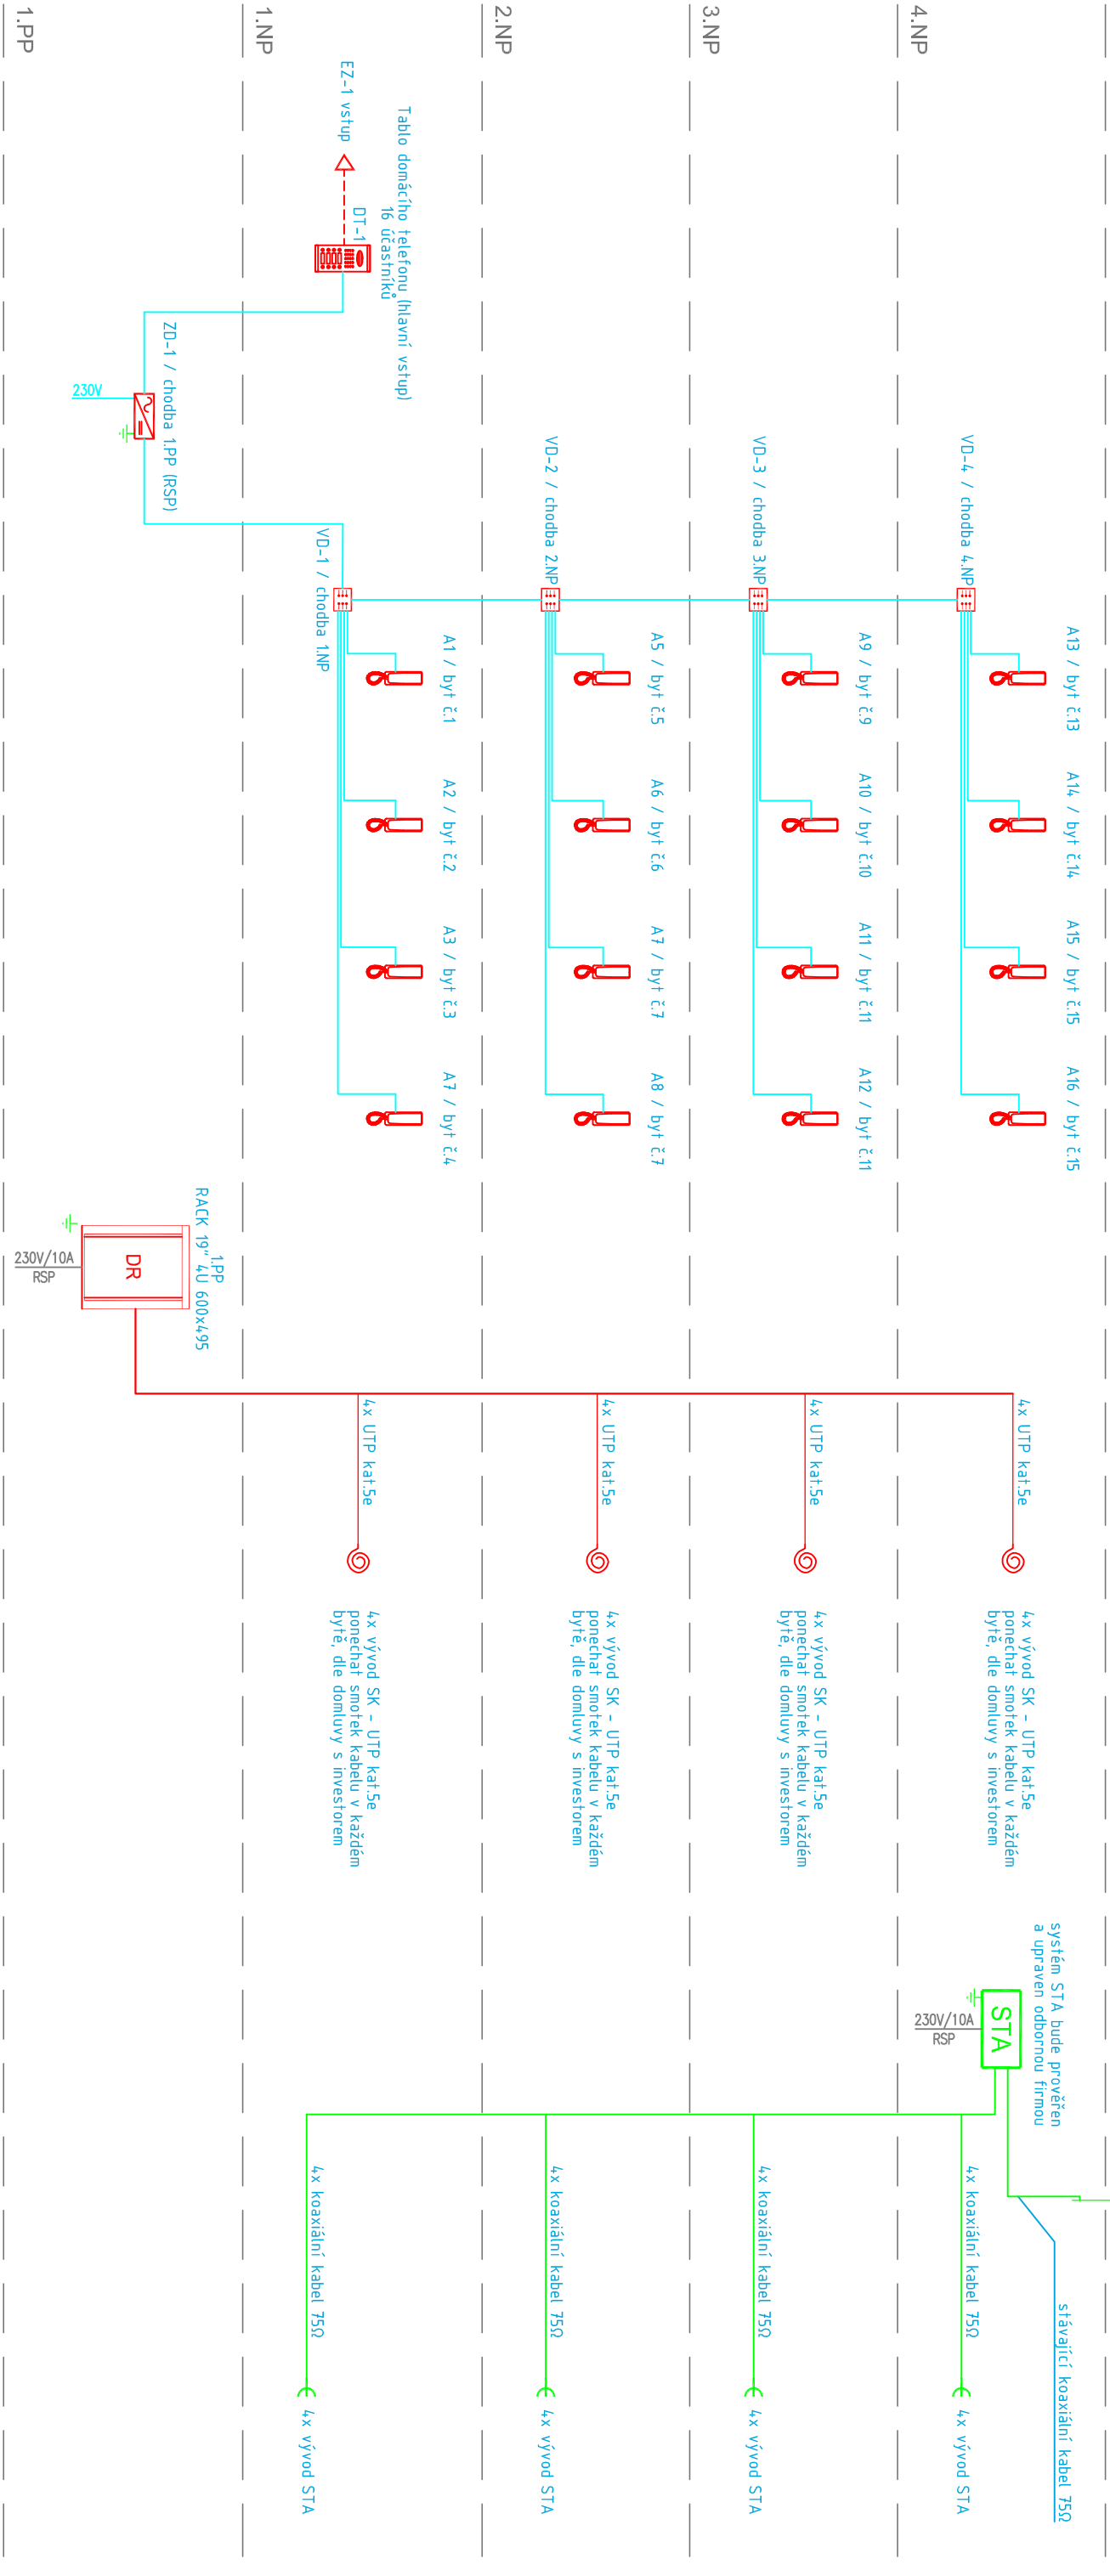 4.NP
A13 / byt č.13
A14 / byt č.14
A15 / byt č.15
A16 / byt č.15
VD-4 / chodba 4.NP
4x UTP kat.5e
4x vývod SK - UTP kat.5e
ponechat smotek kabelu v každém
bytě, dle domluvy s investorem
systém STA bude prověřen
a upraven odbornou firmou
STA
230V/10A
RSP
stávající koaxiální kabel 75Ω
4x koaxiální kabel 75Ω
4x vývod STA
3.NP
A9 / byt č.9
A10 / byt č.10
A11 / byt č.11
A12 / byt č.11
VD-3 / chodba 3.NP
4x UTP kat.5e
4x vývod SK - UTP kat.5e
ponechat smotek kabelu v každém
bytě, dle domluvy s investorem
4x koaxiální kabel 75Ω
4x vývod STA
2.NP
A5 / byt č.5
A6 / byt č.6
A7 / byt č.7
A8 / byt č.7
VD-2 / chodba 2.NP
4x UTP kat.5e
4x vývod SK - UTP kat.5e
ponechat smotek kabelu v každém
bytě, dle domluvy s investorem
4x koaxiální kabel 75Ω
4x vývod STA
1.NP
Tablo domácího telefonu (hlavní vstup)
16 účastníků
DT-1
EZ-1 vstup
A1 / byt č.1
A2 / byt č.2
A3 / byt č.3
A7 / byt č.4
VD-1 / chodba 1.NP
4x UTP kat.5e
4x vývod SK - UTP kat.5e
ponechat smotek kabelu v každém
bytě, dle domluvy s investorem
4x koaxiální kabel 75Ω
4x vývod STA
1.PP
ZD-1 / chodba 1.PP (RSP)
230V
1.PP
RACK 19" 4U 600x495
DR
230V/10A
RSP